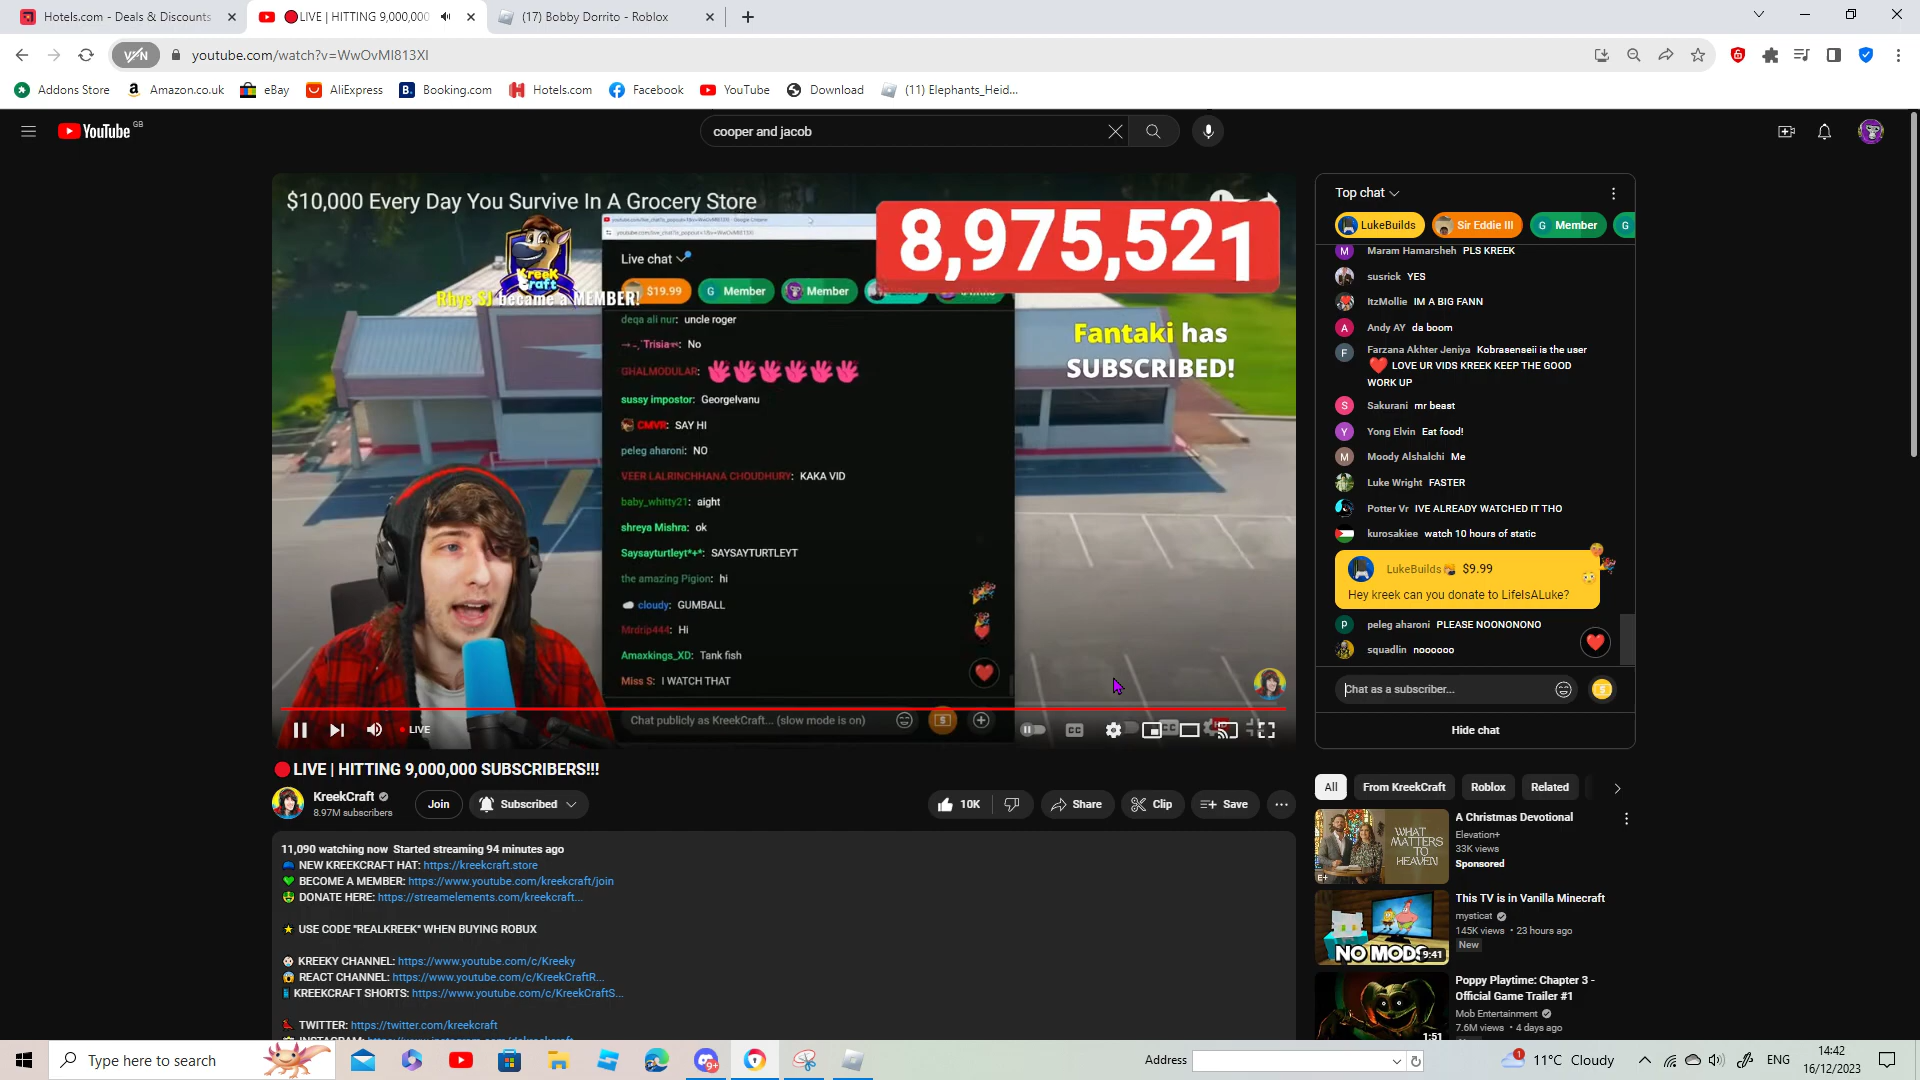 Hotels.com - Deals & Discounts
LIVE | HITTING 9,000,000
(17) Bobby Dorrito - Roblox
VPN
youtube.com/watch?v=WwOvMI813XI
Addons Store
Amazon.co.uk
eBay
AliExpress
Booking.com
Hotels.com
Facebook
YouTube
Download
(11) Elephants_Heid...
YouTube GB
cooper and jacob
$10,000 Every Day You Survive In A Grocery Store
8,975,521
Kreek Craft
Rhys SJ became a MEMBER!
Live chat
$19.99
Member
Member
deqa ali nur: uncle roger
No
GHALMODULAR:
sussy impostor: Georgelvanu
CMVR: SAY HI
peleg aharoni: NO
VEER LALRINCHHANA CHOUDHURY: KAKA VID
baby_whitty21: aight
shreya Mishra: ok
Saysayturtleyt*+*: SAYSAYTURTLEYT
the amazing Pigion: hi
cloudy: GUMBALL
Mrdrip444: Hi
Amaxkings_XD: Tank fish
Miss S: I WATCH THAT
Chat publicly as KreekCraft... (slow mode is on)
Fantaki has
SUBSCRIBED!
LIVE
Top chat
LukeBuilds
Sir Eddie III
G Member
G
Maram Hamarsheh PLS KREEK
susrick YES
ItzMollie IM A BIG FANN
Andy AY da boom
Farzana Akhter Jeniya Kobrasenseii is the user
LOVE UR VIDS KREEK KEEP THE GOOD
WORK UP
Sakurani mr beast
Yong Elvin Eat food!
Moody Alshalchi Me
Luke Wright FASTER
Potter Vr IVE ALREADY WATCHED IT THO
kurosakiee watch 10 hours of static
LukeBuilds $9.99
Hey kreek can you donate to LifeIsALuke?
peleg aharoni PLEASE NOONONONO
squadlin noooooo
Chat as a subscriber...
Hide chat
LIVE | HITTING 9,000,000 SUBSCRIBERS!!!
KreekCraft
8.97M subscribers
Join
Subscribed
10K
Share
Clip
Save
11,090 watching now Started streaming 94 minutes ago
NEW KREEKCRAFT HAT: https://kreekcraft.store
BECOME A MEMBER: https://www.youtube.com/kreekcraft/join
DONATE HERE: https://streamelements.com/kreekcraft...
USE CODE "REALKREEK" WHEN BUYING ROBUX
KREEKY CHANNEL: https://www.youtube.com/c/Kreeky
REACT CHANNEL: https://www.youtube.com/c/KreekCraftR...
KREEKCRAFT SHORTS: https://www.youtube.com/c/KreekCraftS...
TWITTER: https://twitter.com/kreekcraft
All
From KreekCraft
Roblox
Related
WHAT
MATTERS
TO
HEAVEN
E+
A Christmas Devotional
Elevation+
33K views
Sponsored
NO MODS
9:41
This TV is in Vanilla Minecraft
mysticat
145K views • 23 hours ago
New
1:51
Poppy Playtime: Chapter 3 -
Official Game Trailer #1
Mob Entertainment
7.6M views • 4 days ago
Type here to search
9+
Address
1
11°C Cloudy
ENG
14:42
16/12/2023